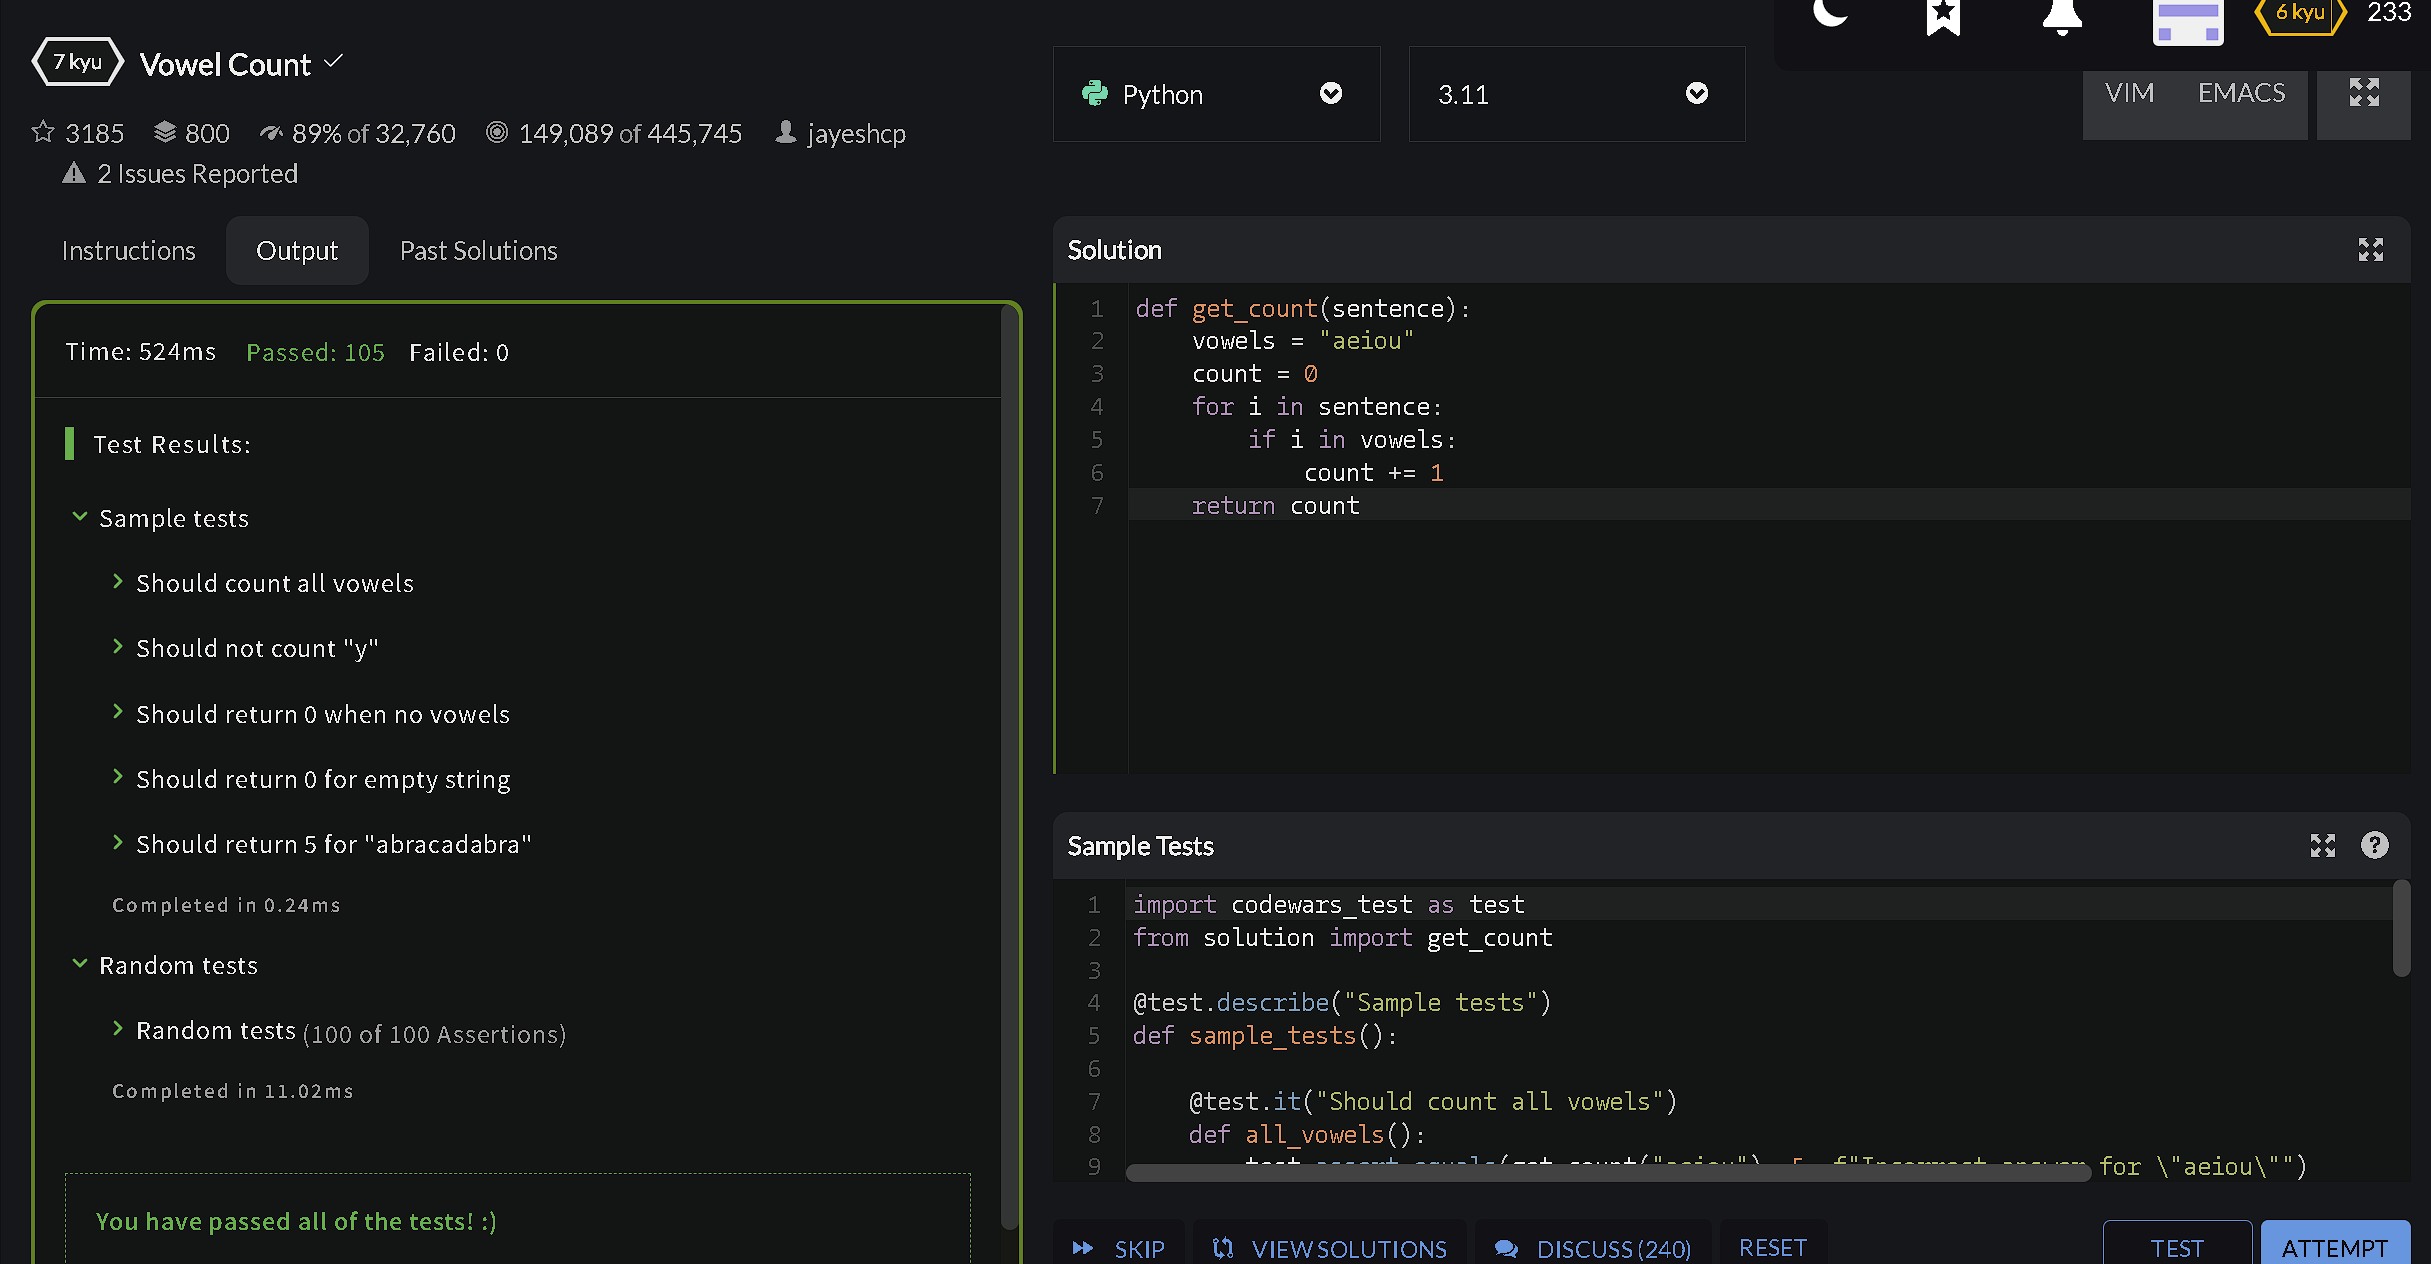 7 kyu Vowel Count
3185 800 89% of 32,760 149,089 of 445,745 jayeshcp
2 Issues Reported
Instructions Output Past Solutions
Time: 524ms Passed: 105 Failed: 0
Test Results:
Sample tests
Should count all vowels
Should not count "y"
Should return 0 when no vowels
Should return 0 for empty string
Should return 5 for "abracadabra"
Completed in 0.24ms
Random tests
Random tests (100 of 100 Assertions)
Completed in 11.02ms
You have passed all of the tests! :)
6 kyu 233
Python 3.11 VIM EMACS
Solution
1 def get_count(sentence):
2     vowels = "aeiou"
3     count = 0
4     for i in sentence:
5         if i in vowels:
6             count += 1
7     return count
Sample Tests
1 import codewars_test as test
2 from solution import get_count
3
4 @test.describe("Sample tests")
5 def sample_tests():
6
7     @test.it("Should count all vowels")
8     def all_vowels():
9         test.assert_equals(get_count("aeiou"), 5, f"Incorrect answer for \"aeiou\"")
SKIP VIEW SOLUTIONS DISCUSS (240) RESET TEST ATTEMPT